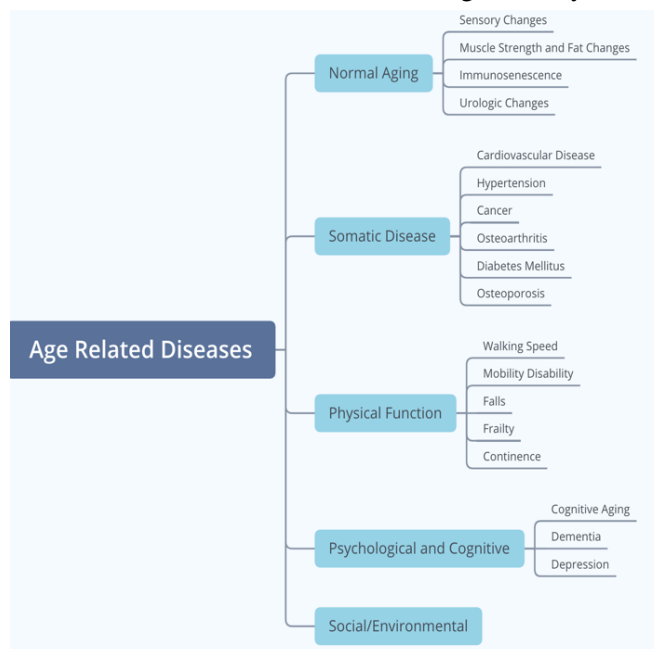 Age Related Diseases
Normal Aging
Sensory Changes
Muscle Strength and Fat Changes
Immunosenescence
Urologic Changes
Somatic Disease
Cardiovascular Disease
Hypertension
Cancer
Osteoarthritis
Diabetes Mellitus
Osteoporosis
Physical Function
Walking Speed
Mobility Disability
Falls
Frailty
Continence
Psychological and Cognitive
Cognitive Aging
Dementia
Depression
Social/Environmental